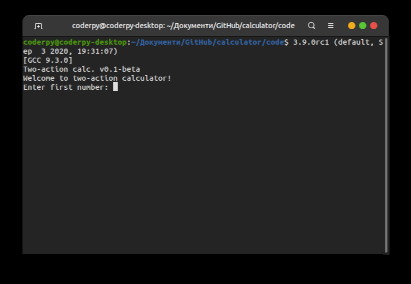 coderpy@coderpy-desktop: ~/Документи/GitHub/calculator/code
coderpy@coderpy-desktop:~/Документи/GitHub/calculator/code$ 3.9.0rc1 (default, S
ep  3 2020, 19:31:07)
[GCC 9.3.0]
Two-action calc. v0.1-beta
Welcome to two-action calculator!
Enter first number: